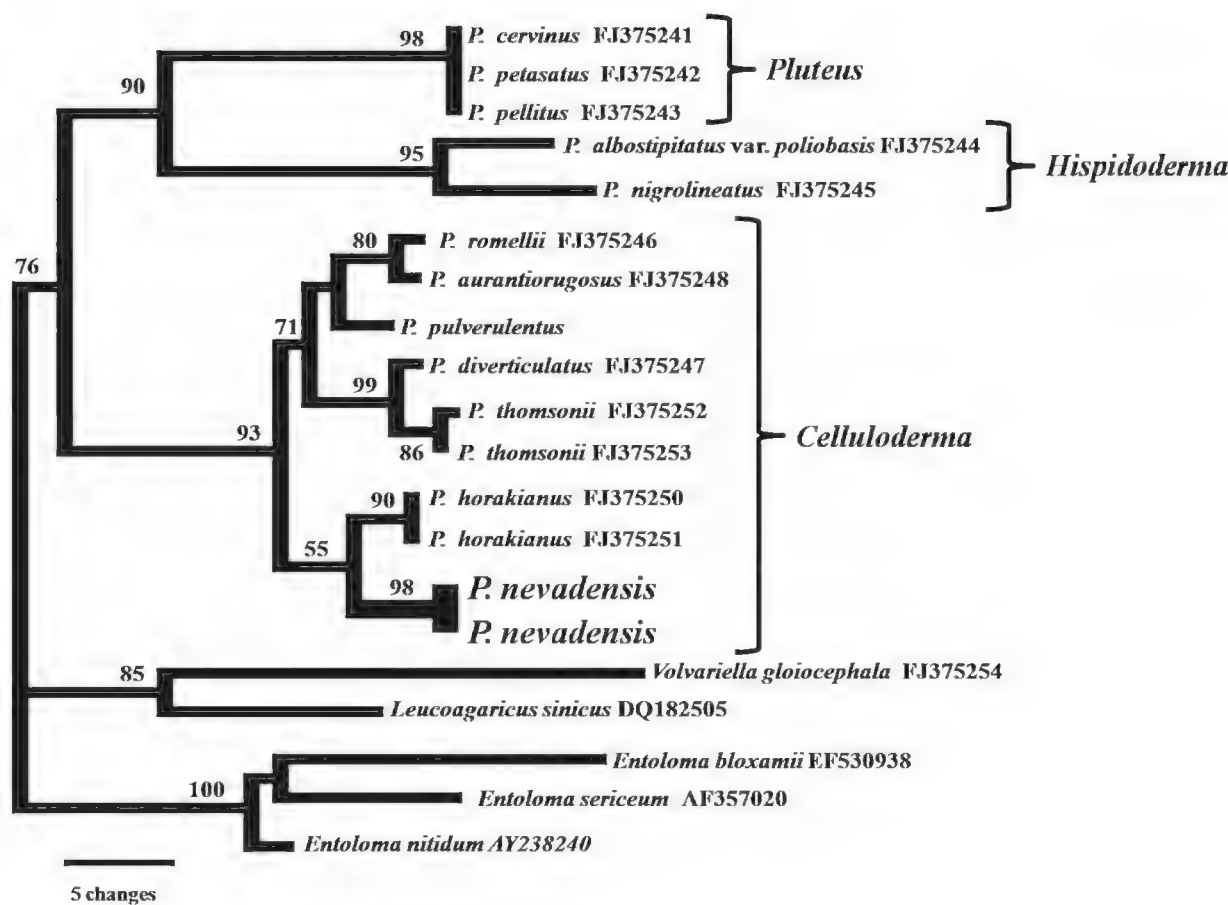 98
P. cervinus FJ375241
P. petasatus FJ375242
Pluteus
90
P. pellitus FJ375243
95
P. albostipitatus var. poliobasis FJ375244
Hispidoderma
P. nigrolineatus FJ375245
80
P. romellii FJ375246
76
P. aurantiorugosus FJ375248
71
P. pulverulentus
P. diverticulatus FJ375247
99
P. thomsonii FJ375252
93
Celluloderma
86
P. thomsonii FJ375253
90
P. horakianus FJ375250
P. horakianus FJ375251
55
98
P. nevadensis
P. nevadensis
85
Volvariella gloiocephala FJ375254
Leucoagaricus sinicus DQ182505
Entoloma bloxamii EF530938
100
Entoloma sericeum AF357020
Entoloma nitidum AY238240
5 changes